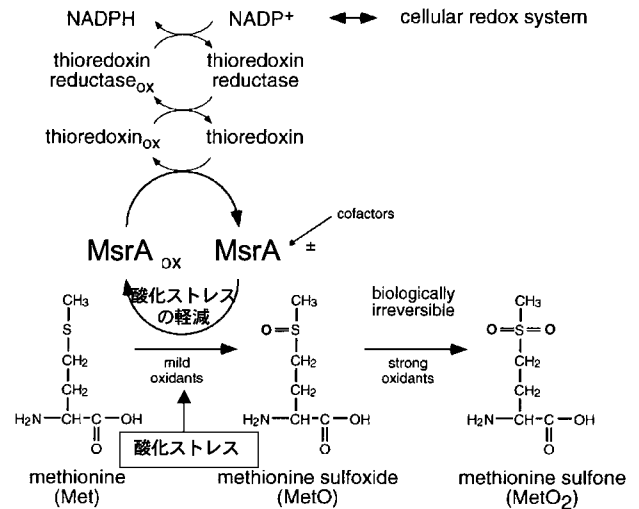 NADPH NADP+ cellular redox system
thioredoxin thioredoxin
reductaseox reductase
thioredoxinox thioredoxin
cofactors
MsrA ox MsrA ±
酸化ストレス
の軽減
biologically
irreversible
CH3 CH3 CH3
S O=S O=S=O
CH2 CH2 CH2
mild
oxidants
strong
oxidants
CH2 CH2 CH2
H2N—CH—C—OH H2N—CH—C—OH H2N—CH—C—OH
O O O
酸化ストレス
methionine methionine sulfoxide methionine sulfone
(Met) (MetO) (MetO2)